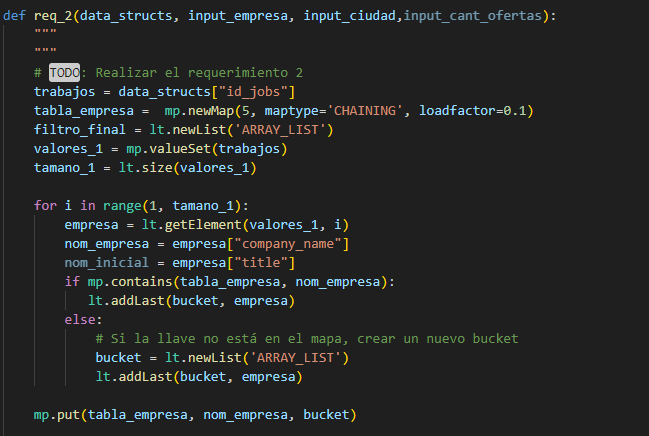 def req_2(data_structs, input_empresa, input_ciudad,input_cant_ofertas):
    """
    """
    # TODO: Realizar el requerimiento 2
    trabajos = data_structs["id_jobs"]
    tabla_empresa =  mp.newMap(5, maptype='CHAINING', loadfactor=0.1)
    filtro_final = lt.newList('ARRAY_LIST')
    valores_1 = mp.valueSet(trabajos)
    tamano_1 = lt.size(valores_1)

    for i in range(1, tamano_1):
        empresa = lt.getElement(valores_1, i)
        nom_empresa = empresa["company_name"]
        nom_inicial = empresa["title"]
        if mp.contains(tabla_empresa, nom_empresa):
           lt.addLast(bucket, empresa)
        else:
            # Si la llave no está en el mapa, crear un nuevo bucket
            bucket = lt.newList('ARRAY_LIST')
            lt.addLast(bucket, empresa)

    mp.put(tabla_empresa, nom_empresa, bucket)